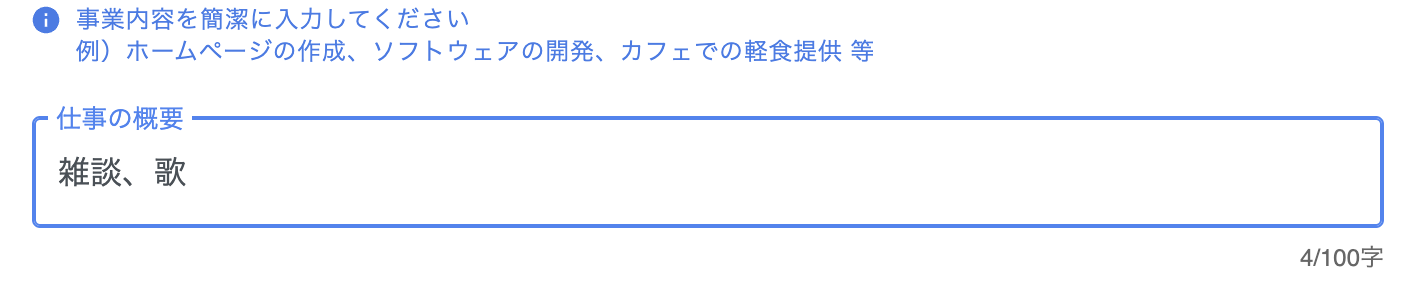 事業内容を簡潔に入力してください
例）ホームページの作成、ソフトウェアの開発、カフェでの軽食提供 等
仕事の概要
雑談、歌
4/100字